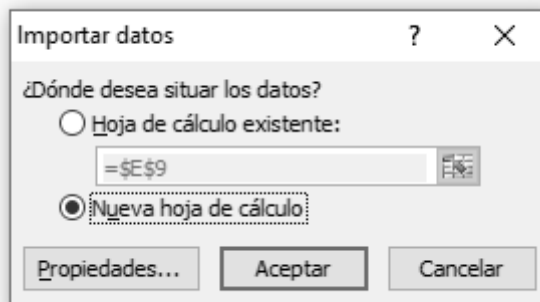 Importar datos ? X
¿Dónde desea situar los datos?
Hoja de cálculo existente:
=$E$9
Nueva hoja de cálculo
Propiedades... Aceptar Cancelar